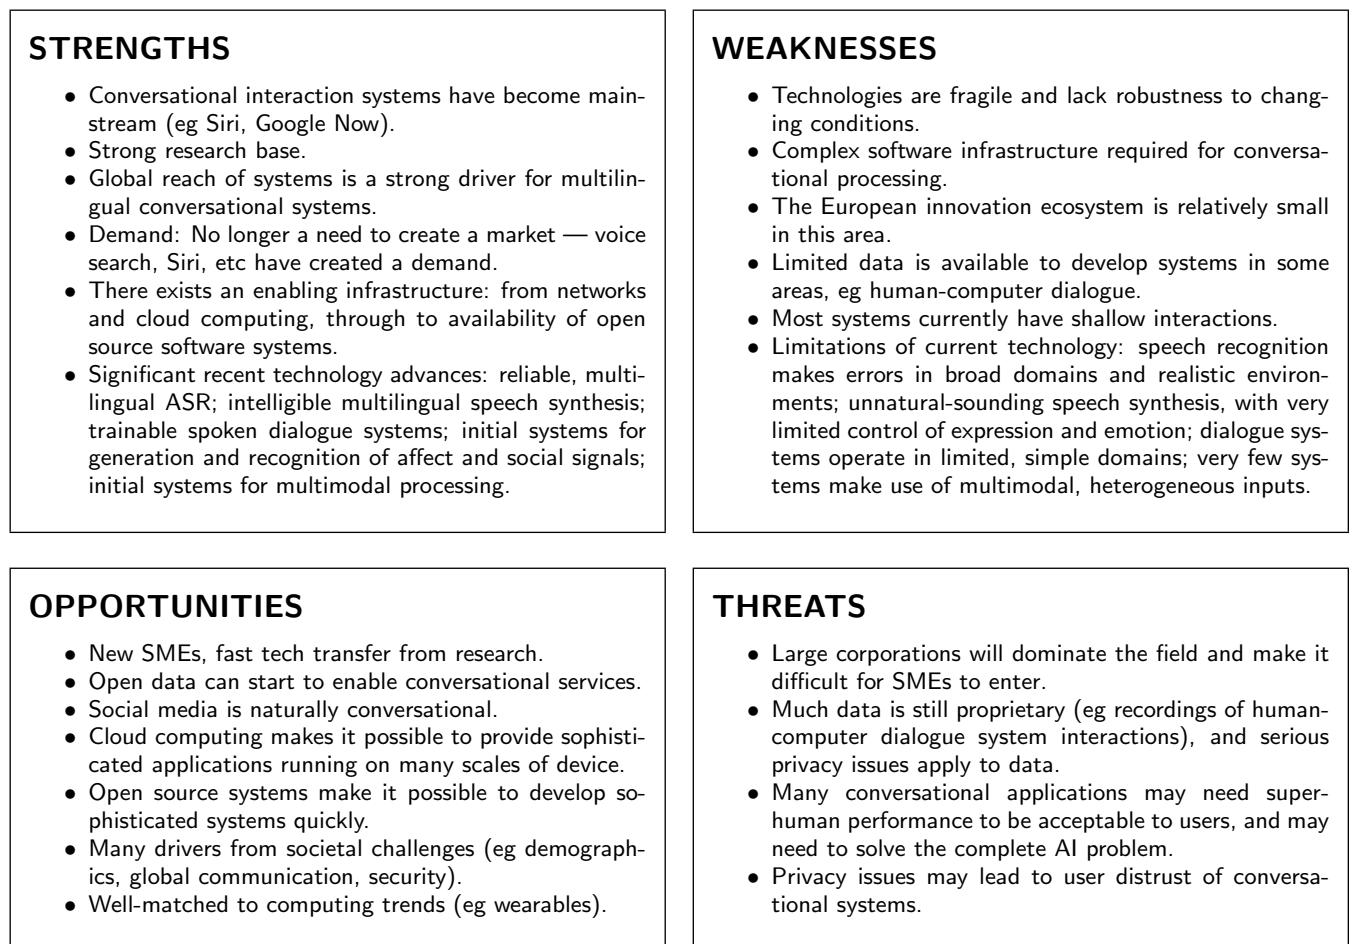 STRENGTHS
• Conversational interaction systems have become main-
stream (eg Siri, Google Now).
• Strong research base.
• Global reach of systems is a strong driver for multilin-
gual conversational systems.
• Demand: No longer a need to create a market — voice
search, Siri, etc have created a demand.
• There exists an enabling infrastructure: from networks
and cloud computing, through to availability of open
source software systems.
• Significant recent technology advances: reliable, multi-
lingual ASR; intelligible multilingual speech synthesis;
trainable spoken dialogue systems; initial systems for
generation and recognition of affect and social signals;
initial systems for multimodal processing.
WEAKNESSES
• Technologies are fragile and lack robustness to chang-
ing conditions.
• Complex software infrastructure required for conversa-
tional processing.
• The European innovation ecosystem is relatively small
in this area.
• Limited data is available to develop systems in some
areas, eg human-computer dialogue.
• Most systems currently have shallow interactions.
• Limitations of current technology: speech recognition
makes errors in broad domains and realistic environ-
ments; unnatural-sounding speech synthesis, with very
limited control of expression and emotion; dialogue sys-
tems operate in limited, simple domains; very few sys-
tems make use of multimodal, heterogeneous inputs.
OPPORTUNITIES
• New SMEs, fast tech transfer from research.
• Open data can start to enable conversational services.
• Social media is naturally conversational.
• Cloud computing makes it possible to provide sophisti-
cated applications running on many scales of device.
• Open source systems make it possible to develop so-
phisticated systems quickly.
• Many drivers from societal challenges (eg demograph-
ics, global communication, security).
• Well-matched to computing trends (eg wearables).
THREATS
• Large corporations will dominate the field and make it
difficult for SMEs to enter.
• Much data is still proprietary (eg recordings of human-
computer dialogue system interactions), and serious
privacy issues apply to data.
• Many conversational applications may need super-
human performance to be acceptable to users, and may
need to solve the complete AI problem.
• Privacy issues may lead to user distrust of conversa-
tional systems.